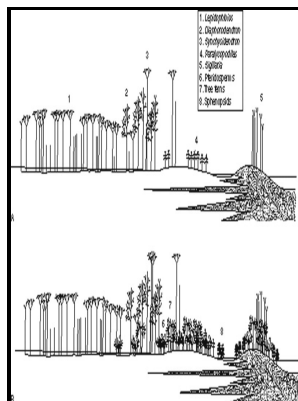 1. Lepidophloios
2. Diaphorodendron
3. Synchysidendron
4. Paralycopodites
5. Sigillaria
6. Pteridosperms
7. Tree ferns
8. Sphenopsids
3
2
1
5
4
A
7
6
8
B